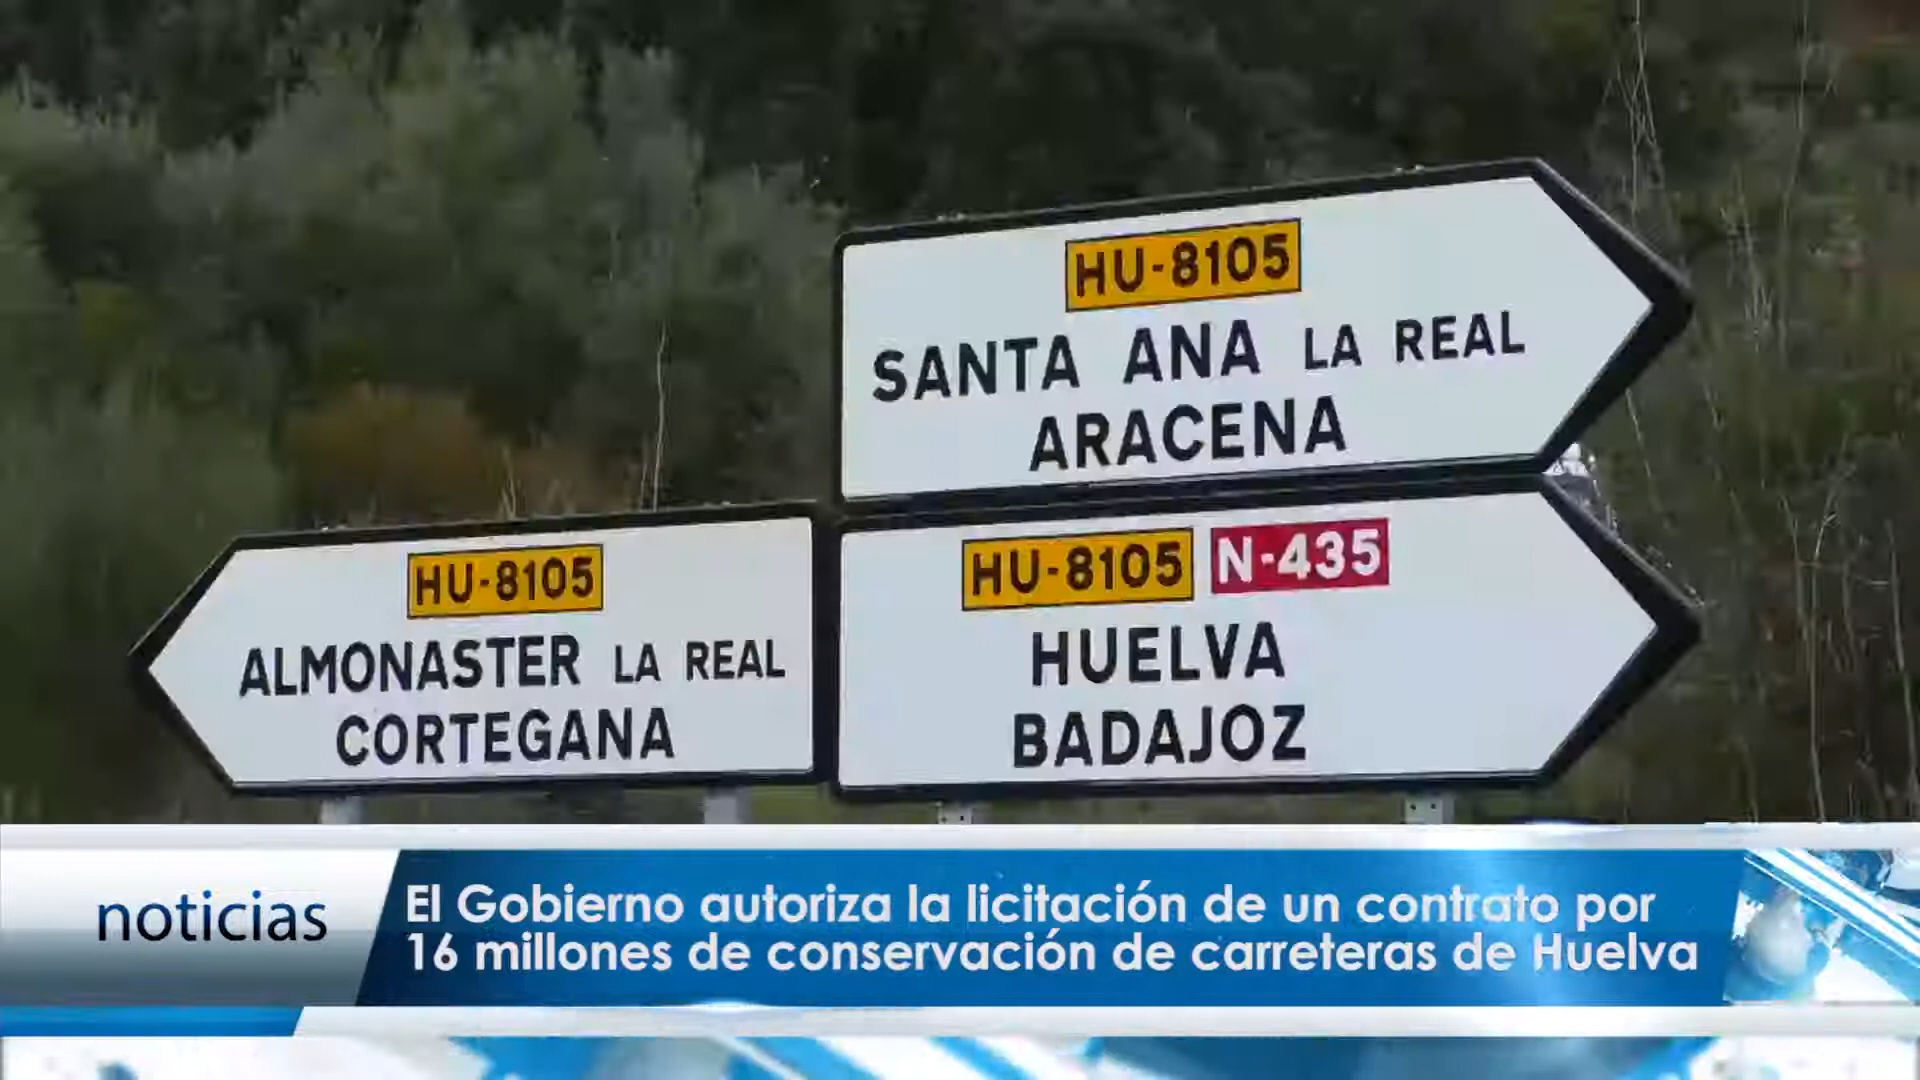 HU-8105
SANTA ANA LA REAL
ARACENA
HU-8105
ALMONASTER LA REAL
CORTEGANA
HU-8105 N-435
HUELVA
BADAJOZ
noticias
El Gobierno autoriza la licitación de un contrato por
16 millones de conservación de carreteras de Huelva